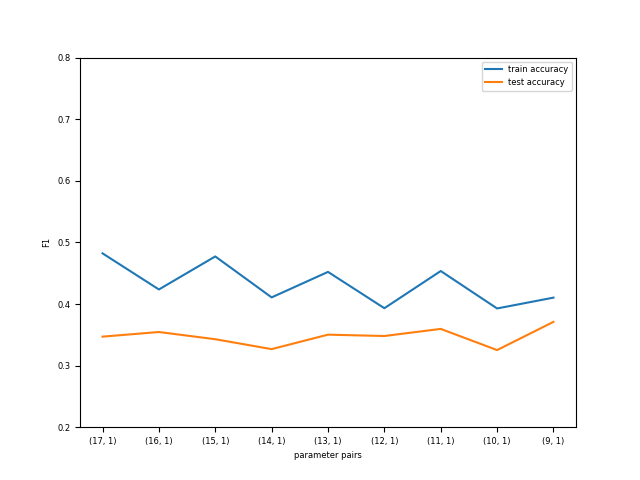 0.8
train accuracy
test accuracy
0.7
0.6
0.5
F1
0.4
0.3
0.2
(17, 1) (16, 1) (15, 1) (14, 1) (13, 1) (12, 1) (11, 1) (10, 1) (9, 1)
parameter pairs